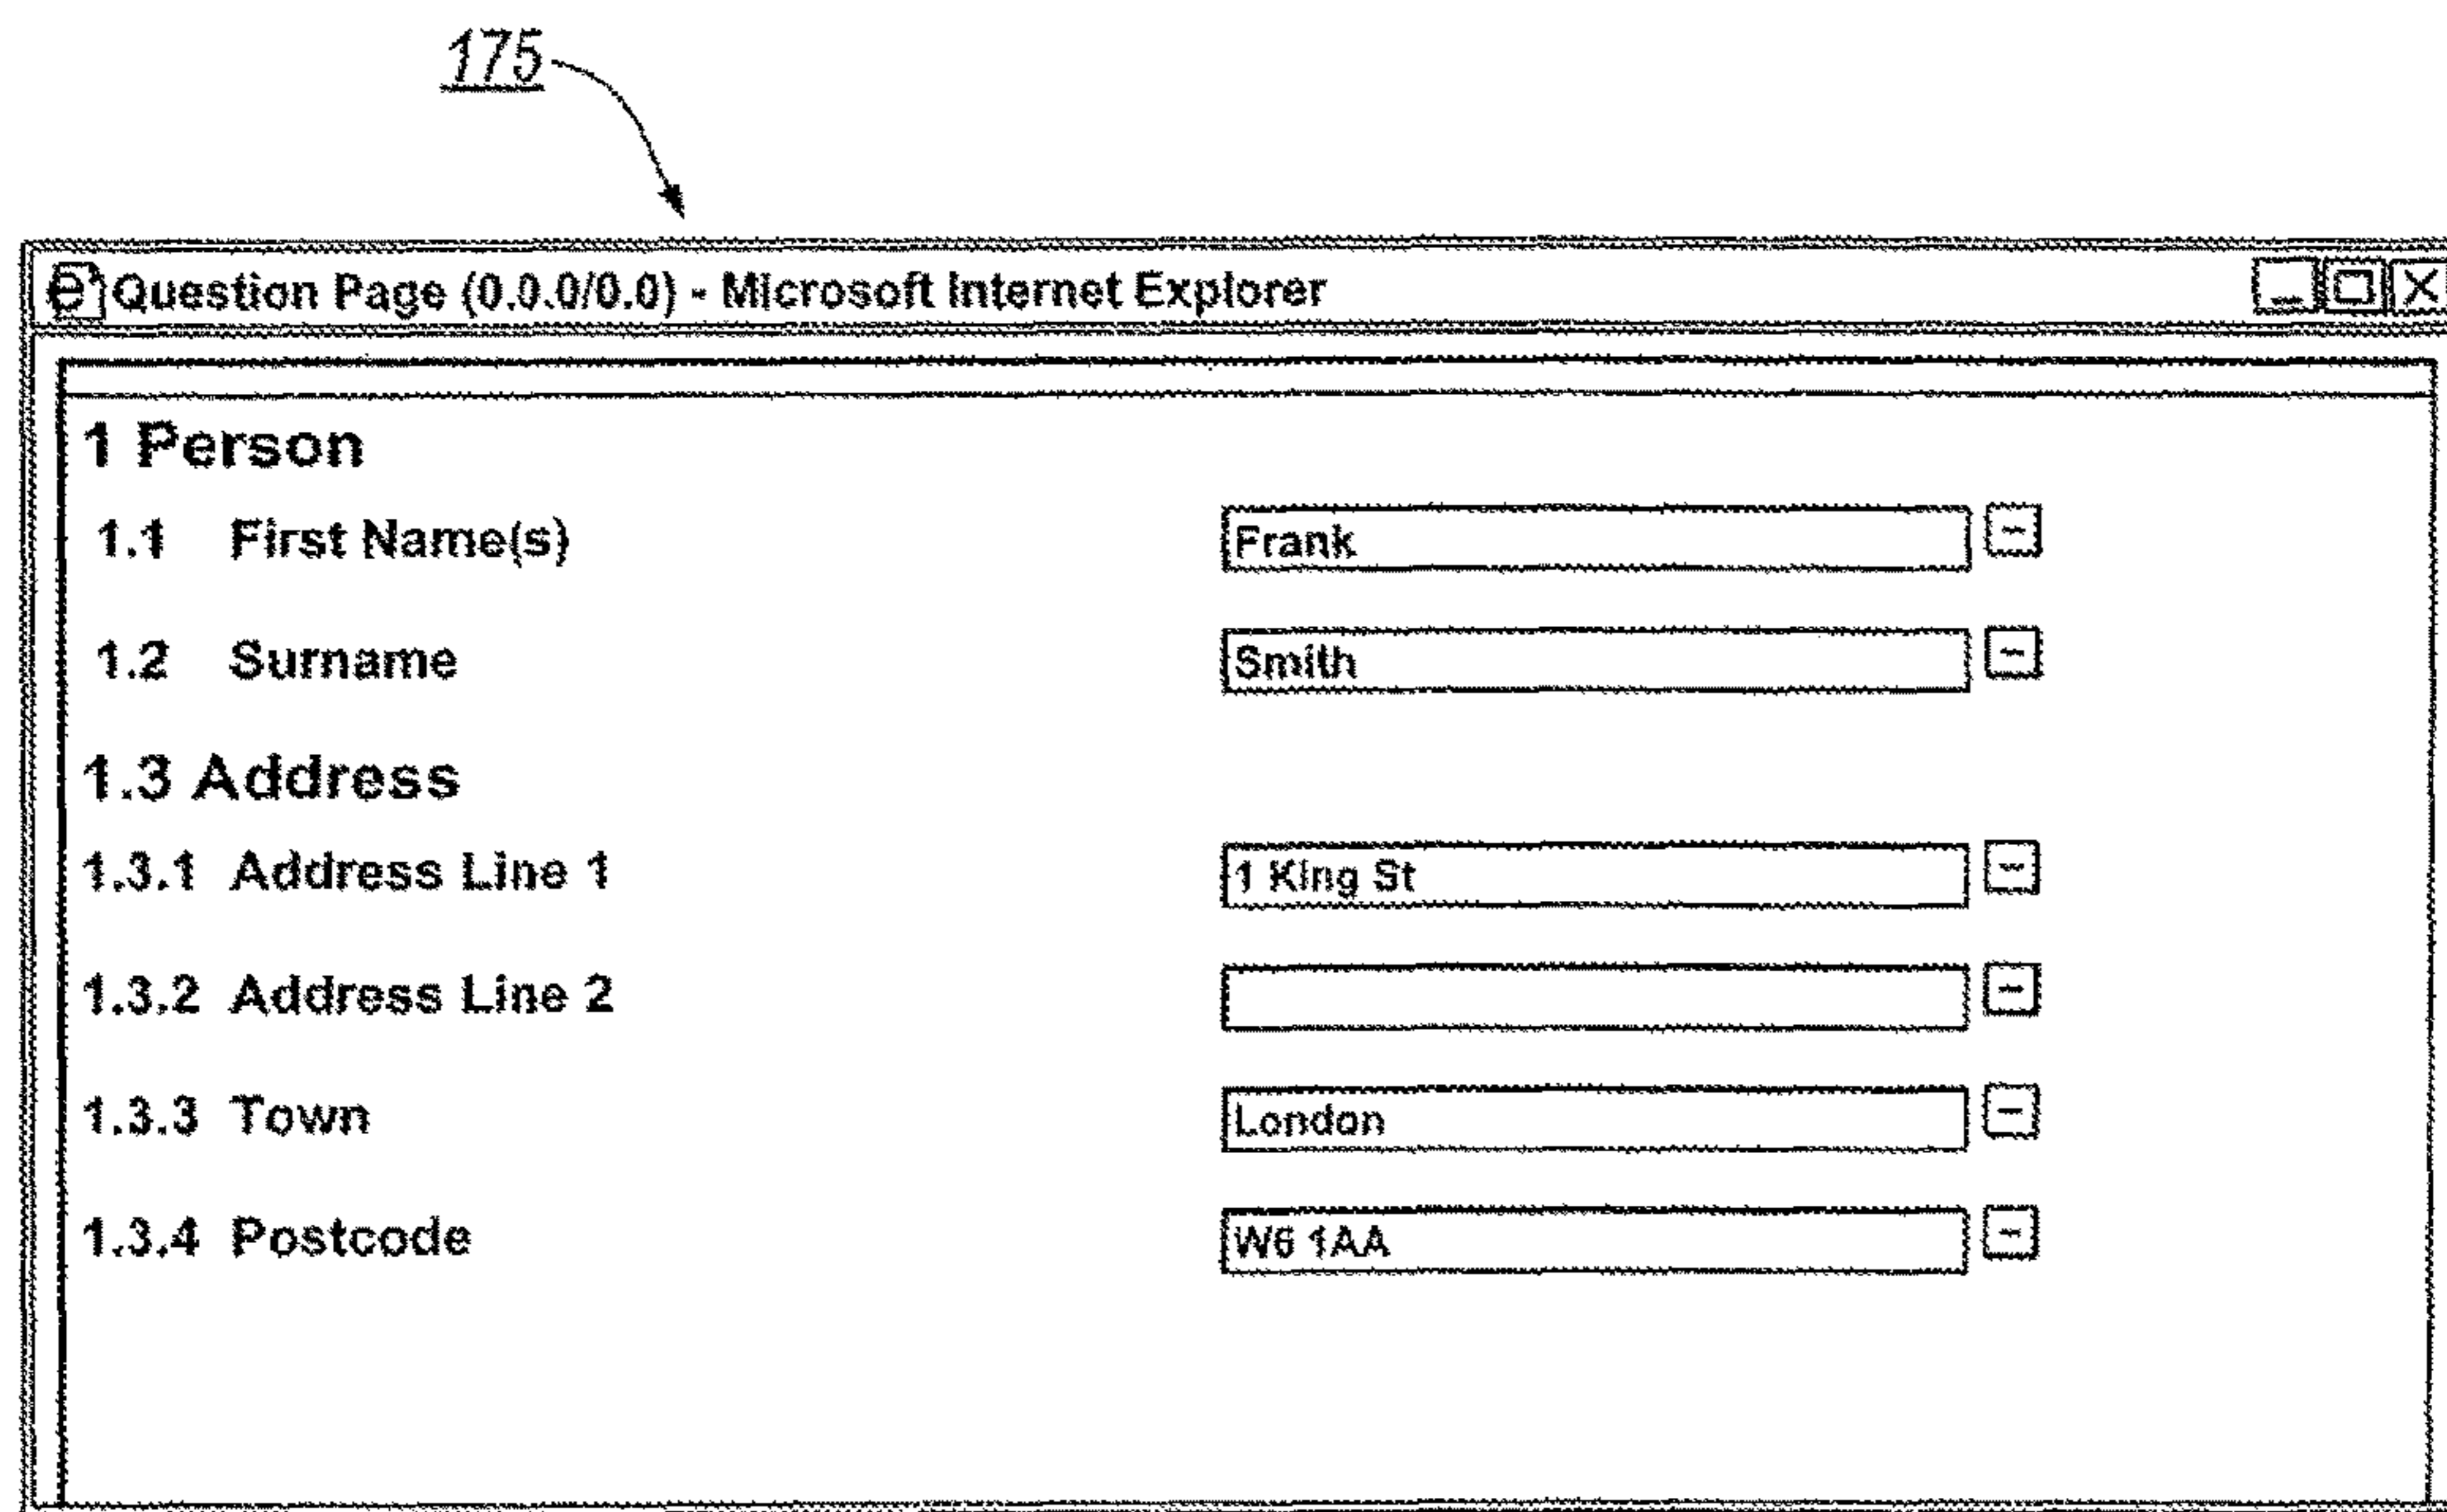 175
Question Page (0.0.0/0.0) - Microsoft Internet Explorer
1 Person
1.1 First Name(s) Frank
1.2 Surname Smith
1.3 Address
1.3.1 Address Line 1 1 King St
1.3.2 Address Line 2
1.3.3 Town London
1.3.4 Postcode W6 1AA